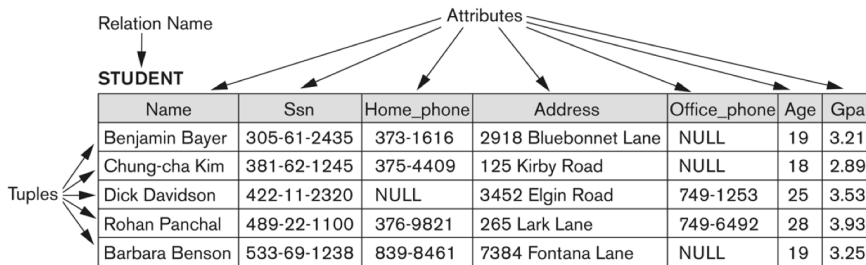 Attributes
Relation Name
STUDENT
Name Ssn Home_phone Address Office_phone Age Gpa
Benjamin Bayer 305-61-2435 373-1616 2918 Bluebonnet Lane NULL 19 3.21
Chung-cha Kim 381-62-1245 375-4409 125 Kirby Road NULL 18 2.89
Tuples Dick Davidson 422-11-2320 NULL 3452 Elgin Road 749-1253 25 3.53
Rohan Panchal 489-22-1100 376-9821 265 Lark Lane 749-6492 28 3.93
Barbara Benson 533-69-1238 839-8461 7384 Fontana Lane NULL 19 3.25